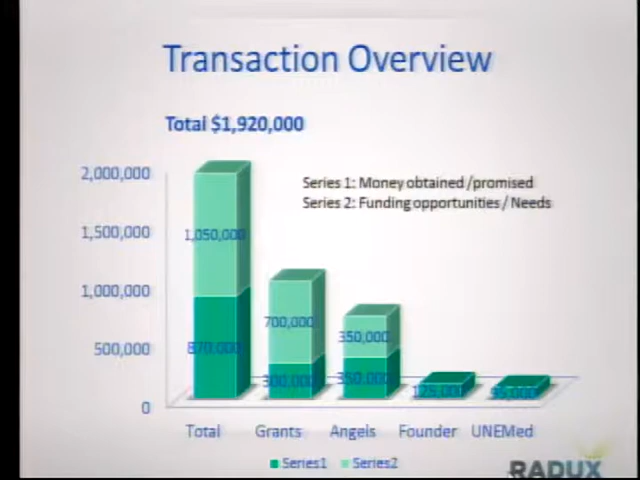 Transaction Overview
Total $1,920,000
2,000,000
1,500,000
1,000,000
500,000
0
Series 1: Money obtained /promised
Series 2: Funding opportunities / Needs
1,050,000
870,000
700,000
300,000
350,000
350,000
125,000
95,000
Total Grants Angels Founder UNEMed
Series1 Series2
RADUX